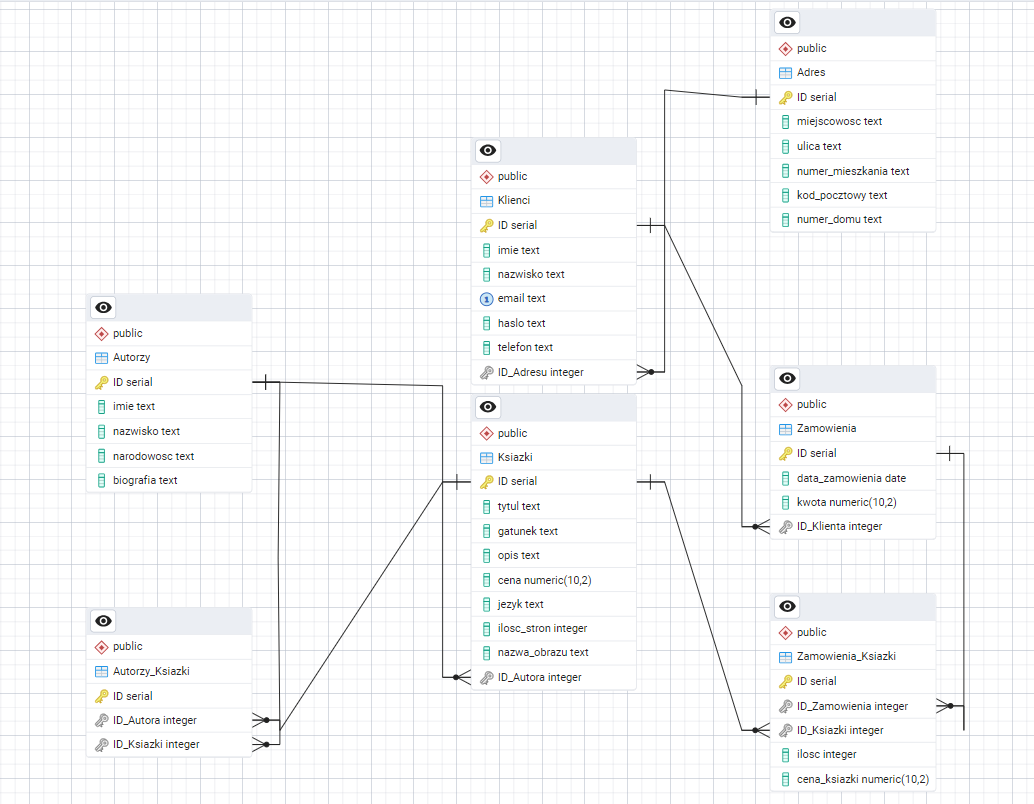 public
Adres
ID serial
miejscowosc text
ulica text
numer_mieszkania text
kod_pocztowy text
numer_domu text
public
Klienci
ID serial
imie text
nazwisko text
1 email text
haslo text
telefon text
ID_Adresu integer
public
Autorzy
ID serial
imie text
nazwisko text
narodowosc text
biografia text
public
Ksiazki
ID serial
tytul text
gatunek text
opis text
cena numeric(10,2)
jezyk text
ilosc_stron integer
nazwa_obrazu text
ID_Autora integer
public
Zamowienia
ID serial
data_zamowienia date
kwota numeric(10,2)
ID_Klienta integer
public
Autorzy_Ksiazki
ID serial
ID_Autora integer
ID_Ksiazki integer
public
Zamowienia_Ksiazki
ID serial
ID_Zamowienia integer
ID_Ksiazki integer
ilosc integer
cena_ksiazki numeric(10,2)